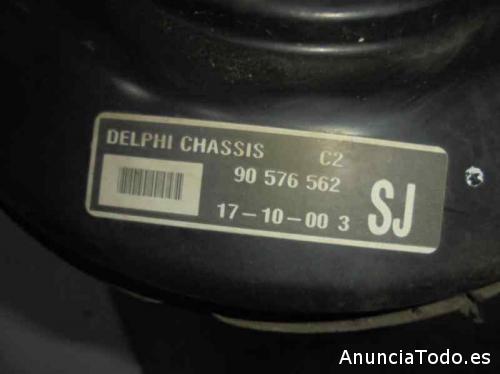 DELPHI CHASSIS C2
90 576 562
17-10-00 3
SJ
AnunciaTodo.es